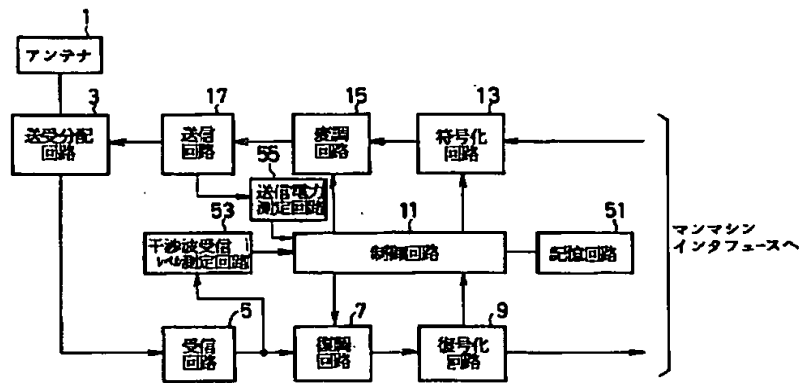 1
アンテナ
3
送受分配
回路
17
送信
回路
15
変調
回路
13
符号化
回路
55
送信電力
測定回路
53
干渉波受信
レベル測定回路
11
制御回路
51
記憶回路
マンマシン
インタフェースへ
5
受信
回路
7
復調
回路
9
復号化
回路